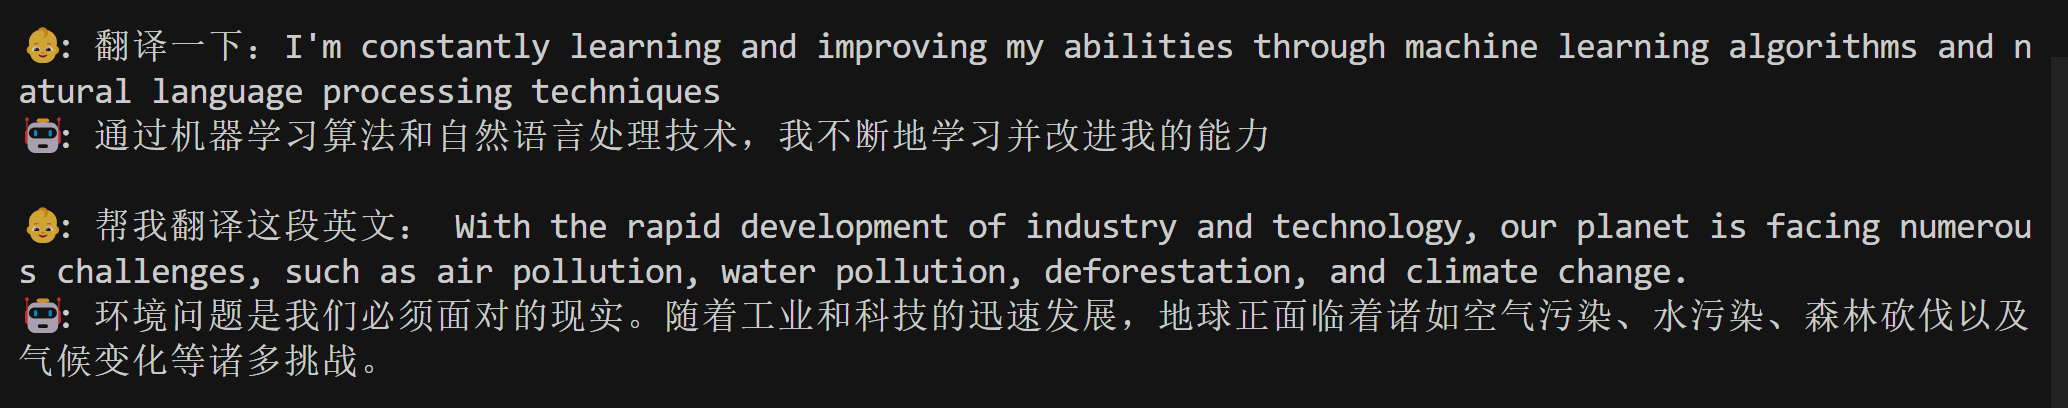 👶: 翻译一下：I'm constantly learning and improving my abilities through machine learning algorithms and n
atural language processing techniques
🤖: 通过机器学习算法和自然语言处理技术，我不断地学习并改进我的能力
👶: 帮我翻译这段英文： With the rapid development of industry and technology, our planet is facing numerou
s challenges, such as air pollution, water pollution, deforestation, and climate change.
🤖: 环境问题是我们必须面对的现实。随着工业和科技的迅速发展，地球正面临着诸如空气污染、水污染、森林砍伐以及
气候变化等诸多挑战。